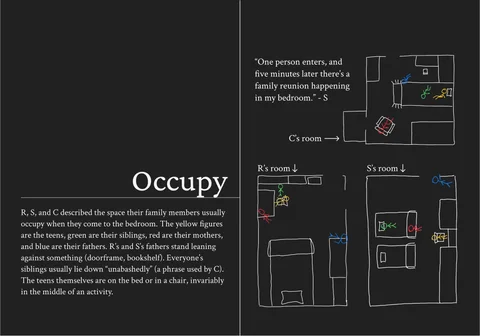 Occupy
R, S, and C described the space their family members usually
occupy when they come to the bedroom. The yellow figures
are the teens, green are their siblings, red are their mothers,
and blue are their fathers. R's and S's fathers stand leaning
against something (doorframe, bookshelf). Everyone's
siblings usually lie down "unabashedly" (a phrase used by C).
The teens themselves are on the bed or in a chair, invariably
in the middle of an activity.
"One person enters, and
five minutes later there's a
family reunion happening
in my bedroom." - S
C's room →
R's room ↓
S's room ↓